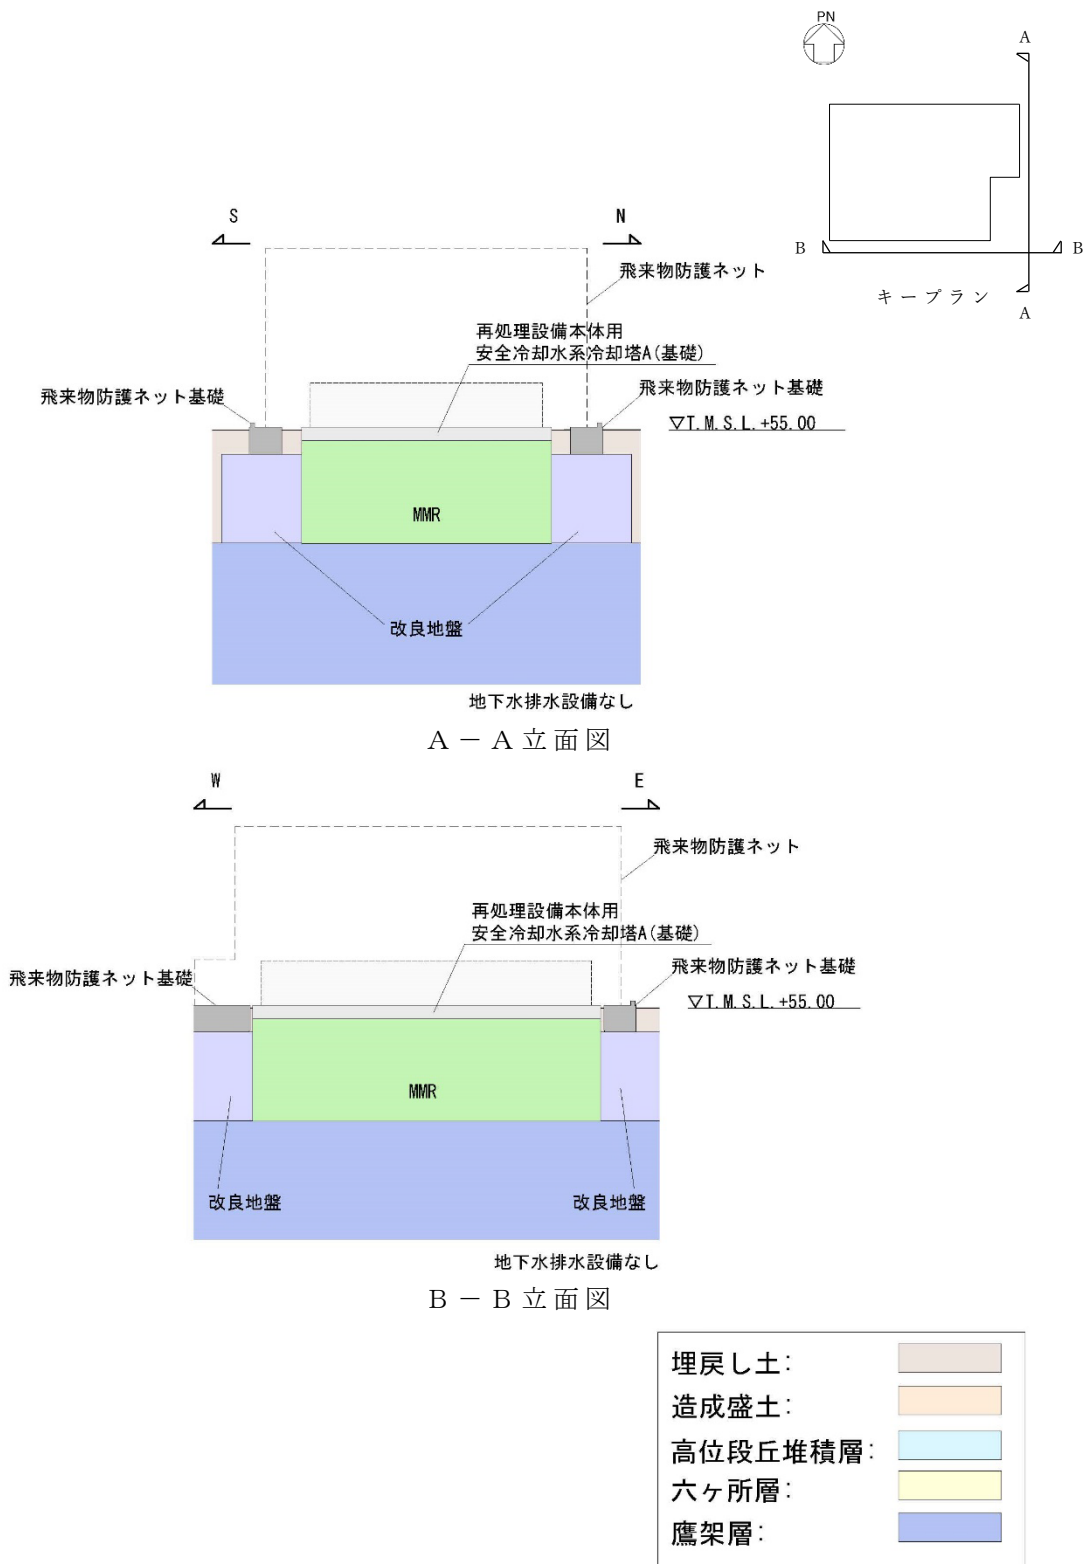 PN
A
B
B
キープラン
A
S
N
飛来物防護ネット
再処理設備本体用
安全冷却水系冷却塔A(基礎)
飛来物防護ネット基礎
飛来物防護ネット基礎
▽T.M.S.L.+55.00
MMR
改良地盤
地下水排水設備なし
A－A立面図
W
E
飛来物防護ネット
再処理設備本体用
安全冷却水系冷却塔A(基礎)
飛来物防護ネット基礎
飛来物防護ネット基礎
▽T.M.S.L.+55.00
MMR
改良地盤
改良地盤
地下水排水設備なし
B－B立面図
埋戻し土:
造成盛土:
高位段丘堆積層:
六ヶ所層:
鷹架層: